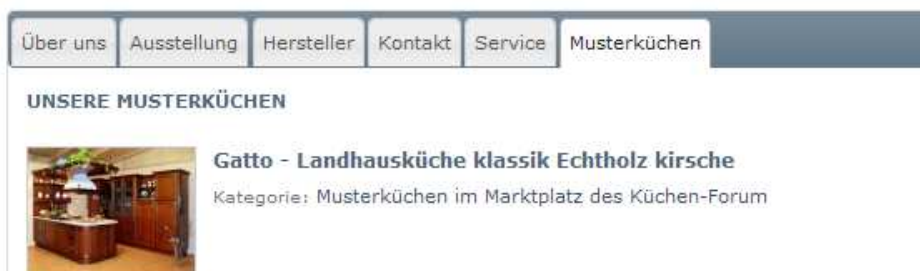 Über uns Ausstellung Hersteller Kontakt Service Musterküchen
UNSERE MUSTERKÜCHEN
Gatto - Landhausküche klassik Echtholz kirsche
Kategorie: Musterküchen im Marktplatz des Küchen-Forum